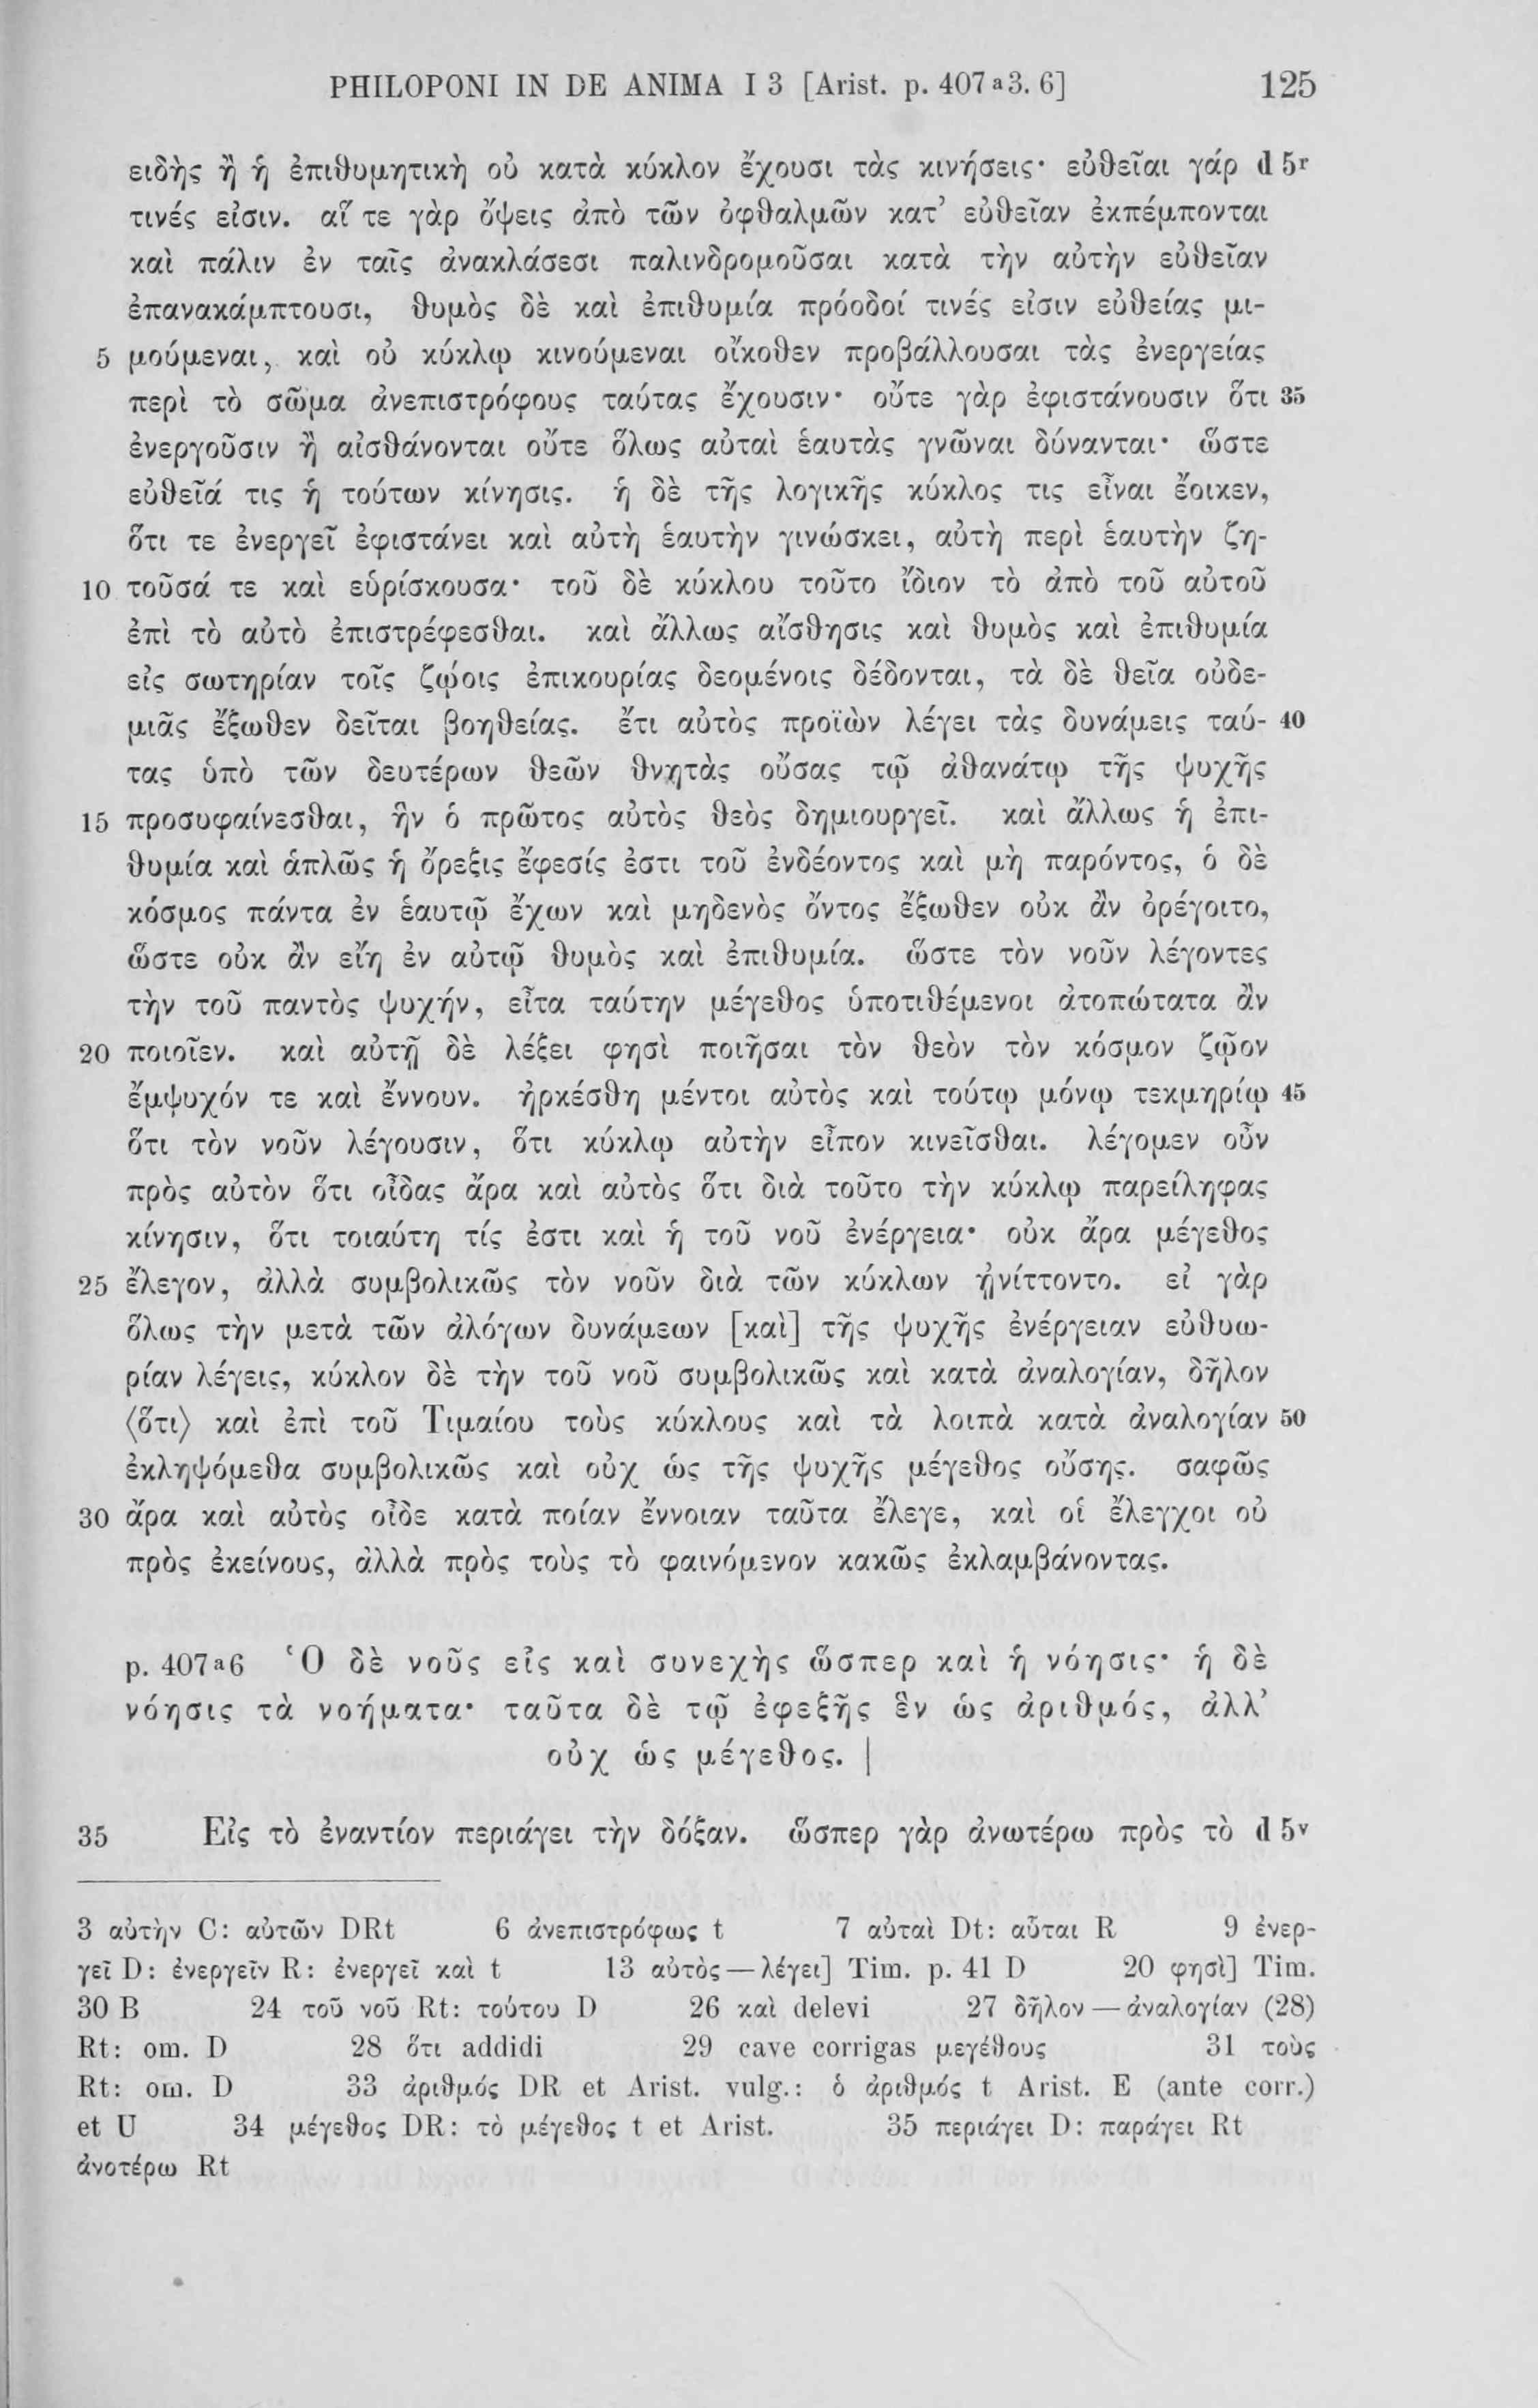 PHILOPONI IN DE ANIMA I 3 [Arist. p. 407 a 3. 6] 125
ειδὴς ἢ ἡ ἐπιθυμητικὴ οὐ κατὰ κύκλον ἔχουσι τὰς κινήσεις· εὐθεῖαι γάρ d 5r
τινές εἰσιν. αἵ τε γὰρ ὄψεις ἀπὸ τῶν ὀφθαλμῶν κατ’ εὐθεῖαν ἐκπέμπονται
καὶ πάλιν ἐν ταῖς ἀνακλάσεσι παλινδρομοῦσαι κατὰ τὴν αὐτὴν εὐθεῖαν
ἐπανακάμπτουσι, θυμὸς δὲ καὶ ἐπιθυμία πρόοδοί τινές εἰσιν εὐθείας μι-
5 μούμεναι, καὶ οὐ κύκλῳ κινούμεναι οἴκοθεν προβάλλουσαι τὰς ἐνεργείας
περὶ τὸ σῶμα ἀνεπιστρόφους ταύτας ἔχουσιν· οὔτε γὰρ ἐφιστάνουσιν ὅτι 35
ἐνεργοῦσιν ἢ αἰσθάνονται οὔτε ὅλως αὐταὶ ἑαυτὰς γνῶναι δύνανται· ὥστε
εὐθεῖά τις ἡ τούτων κίνησις. ἡ δὲ τῆς λογικῆς κύκλος τις εἶναι ἔοικεν,
ὅτι τε ἐνεργεῖ ἐφιστάνει καὶ αὐτὴ ἑαυτὴν γινώσκει, αὐτὴ περὶ ἑαυτὴν ζη-
10 τοῦσά τε καὶ εὑρίσκουσα· τοῦ δὲ κύκλου τοῦτο ἴδιον τὸ ἀπὸ τοῦ αὐτοῦ
ἐπὶ τὸ αὐτὸ ἐπιστρέφεσθαι. καὶ ἄλλως αἴσθησις καὶ θυμὸς καὶ ἐπιθυμία
εἰς σωτηρίαν τοῖς ζῴοις ἐπικουρίας δεομένοις δέδονται, τὰ δὲ θεῖα οὐδε-
μιᾶς ἔξωθεν δεῖται βοηθείας. ἔτι αὐτὸς προϊὼν λέγει τὰς δυνάμεις ταύ- 40
τας ὑπὸ τῶν δευτέρων θεῶν θνητὰς οὔσας τῷ ἀθανάτῳ τῆς ψυχῆς
15 προσυφαίνεσθαι, ἣν ὁ πρῶτος αὐτὸς θεὸς δημιουργεῖ. καὶ ἄλλως ἡ ἐπι-
θυμία καὶ ἁπλῶς ἡ ὄρεξις ἔφεσίς ἐστι τοῦ ἐνδέοντος καὶ μὴ παρόντος, ὁ δὲ
κόσμος πάντα ἐν ἑαυτῷ ἔχων καὶ μηδενὸς ὄντος ἔξωθεν οὐκ ἂν ὀρέγοιτο,
ὥστε οὐκ ἂν εἴη ἐν αὐτῷ θυμὸς καὶ ἐπιθυμία. ὥστε τὸν νοῦν λέγοντες
τὴν τοῦ παντὸς ψυχήν, εἶτα ταύτην μέγεθος ὑποτιθέμενοι ἀτοπώτατα ἂν
20 ποιοῖεν. καὶ αὐτῇ δὲ λέξει φησὶ ποιῆσαι τὸν θεὸν τὸν κόσμον ζῷον
ἔμψυχόν τε καὶ ἔννουν. ἠρκέσθη μέντοι αὐτὸς καὶ τούτῳ μόνῳ τεκμηρίῳ 45
ὅτι τὸν νοῦν λέγουσιν, ὅτι κύκλῳ αὐτὴν εἶπον κινεῖσθαι. λέγομεν οὖν
πρὸς αὐτὸν ὅτι οἶδας ἄρα καὶ αὐτὸς ὅτι διὰ τοῦτο τὴν κύκλῳ παρείληφας
κίνησιν, ὅτι τοιαύτη τίς ἐστι καὶ ἡ τοῦ νοῦ ἐνέργεια· οὐκ ἄρα μέγεθος
25 ἔλεγον, ἀλλὰ συμβολικῶς τὸν νοῦν διὰ τῶν κύκλων ᾐνίττοντο. εἰ γὰρ
ὅλως τὴν μετὰ τῶν ἀλόγων δυνάμεων [καὶ] τῆς ψυχῆς ἐνέργειαν εὐθυω-
ρίαν λέγεις, κύκλον δὲ τὴν τοῦ νοῦ συμβολικῶς καὶ κατὰ ἀναλογίαν, δῆλον
⟨ὅτι⟩ καὶ ἐπὶ τοῦ Τιμαίου τοὺς κύκλους καὶ τὰ λοιπὰ κατὰ ἀναλογίαν 50
ἐκληψόμεθα συμβολικῶς καὶ οὐχ ὡς τῆς ψυχῆς μέγεθος οὔσης. σαφῶς
30 ἄρα καὶ αὐτὸς οἶδε κατὰ ποίαν ἔννοιαν ταῦτα ἔλεγε, καὶ οἱ ἔλεγχοι οὐ
πρὸς ἐκείνους, ἀλλὰ πρὸς τοὺς τὸ φαινόμενον κακῶς ἐκλαμβάνοντας.
p. 407 a 6 Ὁ δὲ νοῦς εἷς καὶ συνεχὴς ὥσπερ καὶ ἡ νόησις· ἡ δὲ
νόησις τὰ νοήματα· ταῦτα δὲ τῷ ἐφεξῆς ἓν ὡς ἀριθμός, ἀλλ’
οὐχ ὡς μέγεθος. |
35 Εἰς τὸ ἐναντίον περιάγει τὴν δόξαν. ὥσπερ γὰρ ἀνωτέρω πρὸς τὸ d 5v
3 αὐτὴν C: αὐτῶν DRt 6 ἀνεπιστρόφως t 7 αὐταὶ Dt: αὗται R 9 ἐνερ-
γεῖ D: ἐνεργεῖν R: ἐνεργεῖ καὶ t 13 αὐτὸς — λέγει] Tim. p. 41 D 20 φησὶ] Tim.
30 B 24 τοῦ νοῦ Rt: τούτου D 26 καὶ delevi 27 δῆλον — ἀναλογίαν (28)
Rt: om. D 28 ὅτι addidi 29 cave corrigas μεγέθους 31 τοὺς
Rt: om. D 33 ἀριθμός DR et Arist. vulg.: ὁ ἀριθμός t Arist. E (ante corr.)
et U 34 μέγεθος DR: τὸ μέγεθος t et Arist. 35 περιάγει D: παράγει Rt
ἀνοτέρω Rt